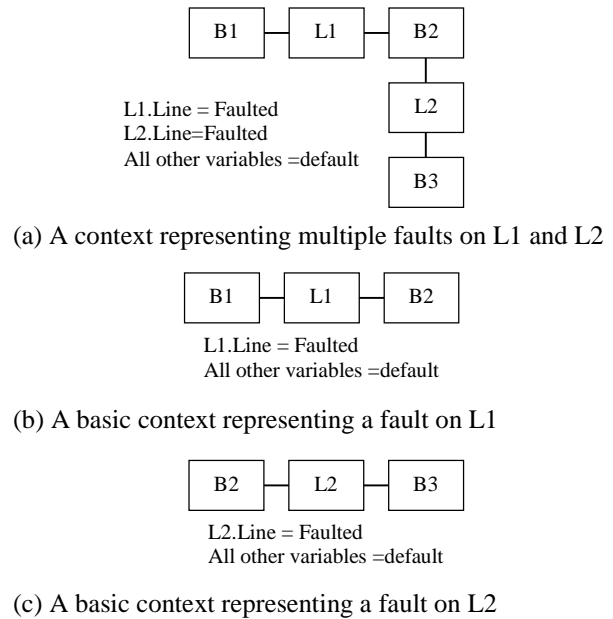 B1 L1 B2
L2
B3
L1.Line = Faulted
L2.Line=Faulted
All other variables =default
(a) A context representing multiple faults on L1 and L2
B1 L1 B2
L1.Line = Faulted
All other variables =default
(b) A basic context representing a fault on L1
B2 L2 B3
L2.Line = Faulted
All other variables =default
(c) A basic context representing a fault on L2